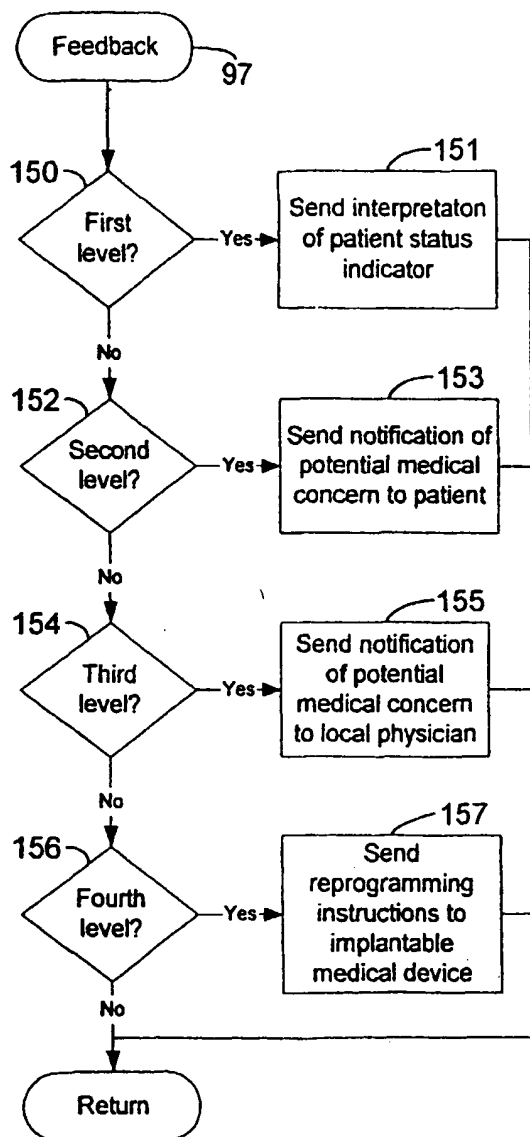 Feedback
97
150
151
First
level?
Yes
Send interpretaton
of patient status
indicator
No
152
153
Second
level?
Yes
Send notification of
potential medical
concern to patient
No
154
155
Third
level?
Yes
Send notification
of potential
medical concern
to local physician
No
156
157
Fourth
level?
Yes
Send
reprogramming
instructions to
implantable
medical device
No
Return